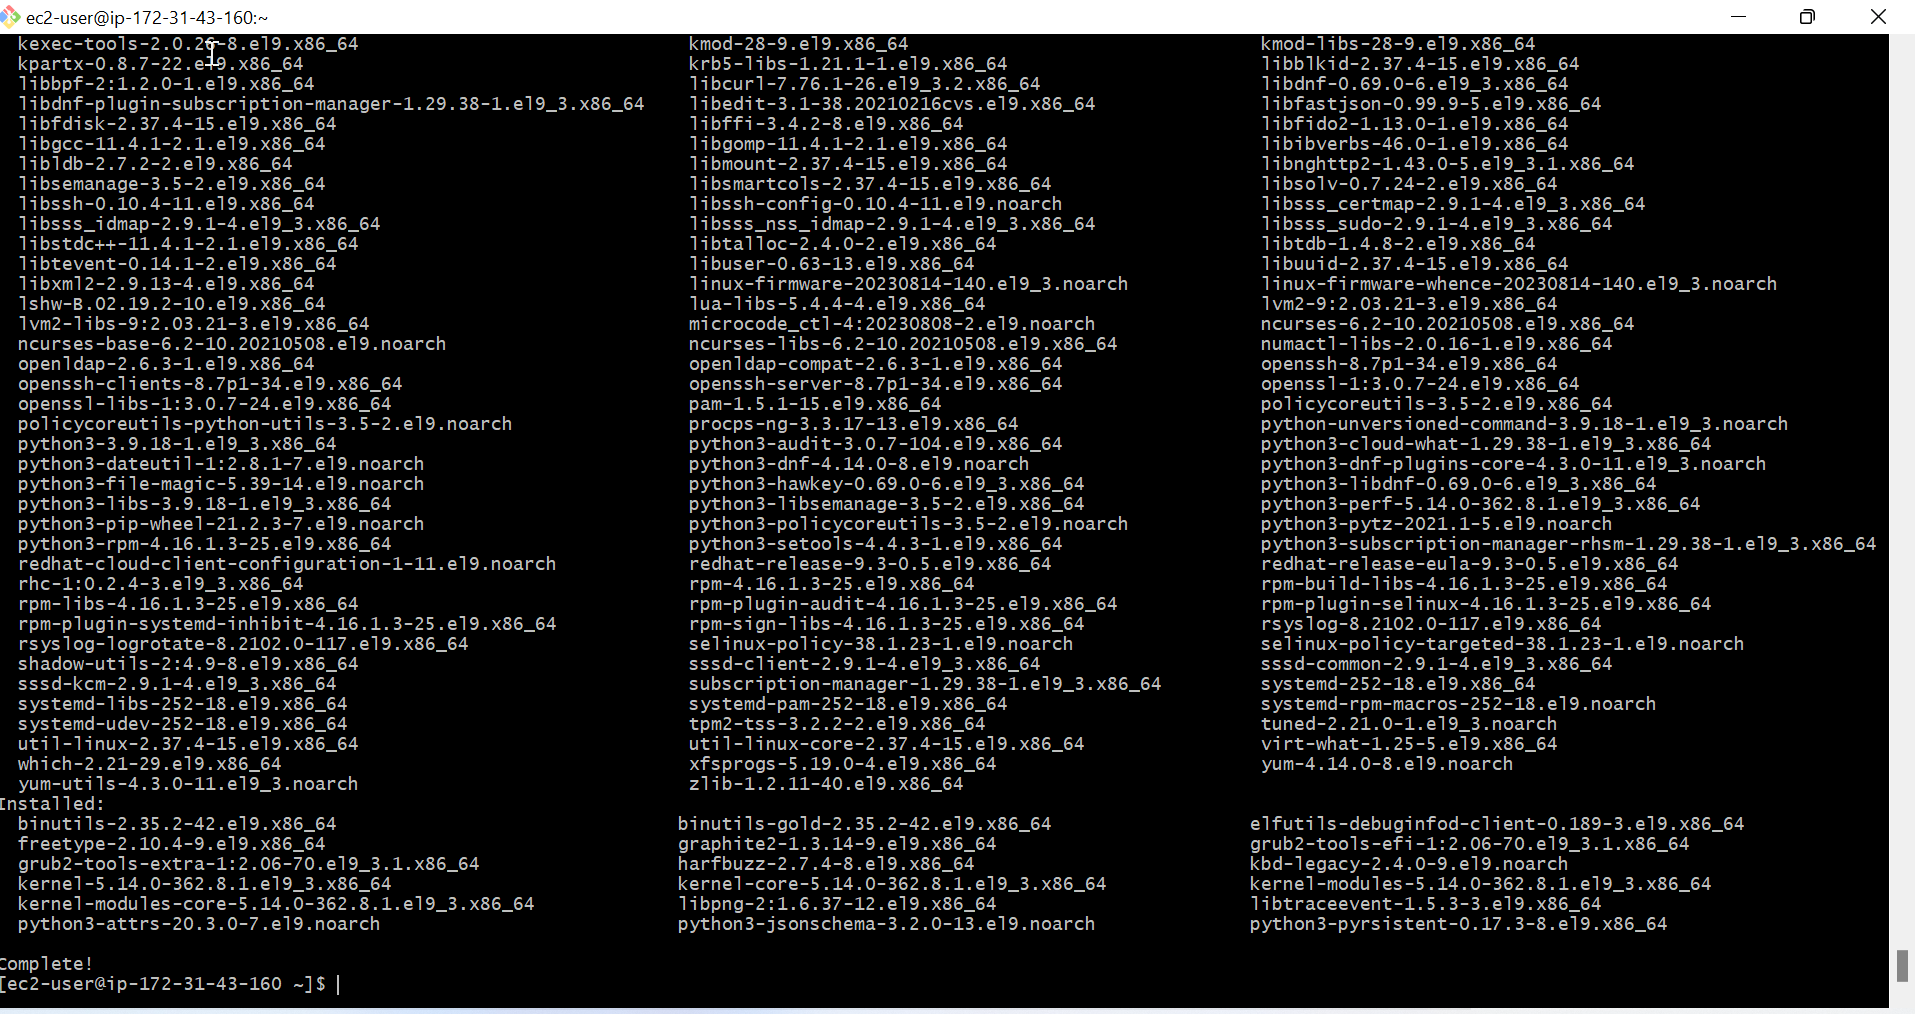 ec2-user@ip-172-31-43-160:~
kexec-tools-2.0.26-8.el9.x86_64 kmod-28-9.el9.x86_64 kmod-libs-28-9.el9.x86_64
kpartx-0.8.7-22.el9.x86_64 krb5-libs-1.21.1-1.el9.x86_64 libblkid-2.37.4-15.el9.x86_64
libbpf-2:1.2.0-1.el9.x86_64 libcurl-7.76.1-26.el9_3.2.x86_64 libdnf-0.69.0-6.el9_3.x86_64
libdnf-plugin-subscription-manager-1.29.38-1.el9_3.x86_64 libedit-3.1-38.20210216cvs.el9.x86_64 libfastjson-0.99.9-5.el9.x86_64
libfdisk-2.37.4-15.el9.x86_64 libffi-3.4.2-8.el9.x86_64 libfido2-1.13.0-1.el9.x86_64
libgcc-11.4.1-2.1.el9.x86_64 libgomp-11.4.1-2.1.el9.x86_64 libibverbs-46.0-1.el9.x86_64
libldb-2.7.2-2.el9.x86_64 libmount-2.37.4-15.el9.x86_64 libnghttp2-1.43.0-5.el9_3.1.x86_64
libsemanage-3.5-2.el9.x86_64 libsmartcols-2.37.4-15.el9.x86_64 libsolv-0.7.24-2.el9.x86_64
libssh-0.10.4-11.el9.x86_64 libssh-config-0.10.4-11.el9.noarch libsss_certmap-2.9.1-4.el9_3.x86_64
libsss_idmap-2.9.1-4.el9_3.x86_64 libsss_nss_idmap-2.9.1-4.el9_3.x86_64 libsss_sudo-2.9.1-4.el9_3.x86_64
libstdc++-11.4.1-2.1.el9.x86_64 libtalloc-2.4.0-2.el9.x86_64 libtdb-1.4.8-2.el9.x86_64
libtevent-0.14.1-2.el9.x86_64 libuser-0.63-13.el9.x86_64 libuuid-2.37.4-15.el9.x86_64
libxml2-2.9.13-4.el9.x86_64 linux-firmware-20230814-140.el9_3.noarch linux-firmware-whence-20230814-140.el9_3.noarch
lshw-B.02.19.2-10.el9.x86_64 lua-libs-5.4.4-4.el9.x86_64 lvm2-9:2.03.21-3.el9.x86_64
lvm2-libs-9:2.03.21-3.el9.x86_64 microcode_ctl-4:20230808-2.el9.noarch ncurses-6.2-10.20210508.el9.x86_64
ncurses-base-6.2-10.20210508.el9.noarch ncurses-libs-6.2-10.20210508.el9.x86_64 numactl-libs-2.0.16-1.el9.x86_64
openldap-2.6.3-1.el9.x86_64 openldap-compat-2.6.3-1.el9.x86_64 openssh-8.7p1-34.el9.x86_64
openssh-clients-8.7p1-34.el9.x86_64 openssh-server-8.7p1-34.el9.x86_64 openssl-1:3.0.7-24.el9.x86_64
openssl-libs-1:3.0.7-24.el9.x86_64 pam-1.5.1-15.el9.x86_64 policycoreutils-3.5-2.el9.x86_64
policycoreutils-python-utils-3.5-2.el9.noarch procps-ng-3.3.17-13.el9.x86_64 python-unversioned-command-3.9.18-1.el9_3.noarch
python3-3.9.18-1.el9_3.x86_64 python3-audit-3.0.7-104.el9.x86_64 python3-cloud-what-1.29.38-1.el9_3.x86_64
python3-dateutil-1:2.8.1-7.el9.noarch python3-dnf-4.14.0-8.el9.noarch python3-dnf-plugins-core-4.3.0-11.el9_3.noarch
python3-file-magic-5.39-14.el9.noarch python3-hawkey-0.69.0-6.el9_3.x86_64 python3-libdnf-0.69.0-6.el9_3.x86_64
python3-libs-3.9.18-1.el9_3.x86_64 python3-libsemanage-3.5-2.el9.x86_64 python3-perf-5.14.0-362.8.1.el9_3.x86_64
python3-pip-wheel-21.2.3-7.el9.noarch python3-policycoreutils-3.5-2.el9.noarch python3-pytz-2021.1-5.el9.noarch
python3-rpm-4.16.1.3-25.el9.x86_64 python3-setools-4.4.3-1.el9.x86_64 python3-subscription-manager-rhsm-1.29.38-1.el9_3.x86_64
redhat-cloud-client-configuration-1-11.el9.noarch redhat-release-9.3-0.5.el9.x86_64 redhat-release-eula-9.3-0.5.el9.x86_64
rhc-1:0.2.4-3.el9_3.x86_64 rpm-4.16.1.3-25.el9.x86_64 rpm-build-libs-4.16.1.3-25.el9.x86_64
rpm-libs-4.16.1.3-25.el9.x86_64 rpm-plugin-audit-4.16.1.3-25.el9.x86_64 rpm-plugin-selinux-4.16.1.3-25.el9.x86_64
rpm-plugin-systemd-inhibit-4.16.1.3-25.el9.x86_64 rpm-sign-libs-4.16.1.3-25.el9.x86_64 rsyslog-8.2102.0-117.el9.x86_64
rsyslog-logrotate-8.2102.0-117.el9.x86_64 selinux-policy-38.1.23-1.el9.noarch selinux-policy-targeted-38.1.23-1.el9.noarch
shadow-utils-2:4.9-8.el9.x86_64 sssd-client-2.9.1-4.el9_3.x86_64 sssd-common-2.9.1-4.el9_3.x86_64
sssd-kcm-2.9.1-4.el9_3.x86_64 subscription-manager-1.29.38-1.el9_3.x86_64 systemd-252-18.el9.x86_64
systemd-libs-252-18.el9.x86_64 systemd-pam-252-18.el9.x86_64 systemd-rpm-macros-252-18.el9.noarch
systemd-udev-252-18.el9.x86_64 tpm2-tss-3.2.2-2.el9.x86_64 tuned-2.21.0-1.el9_3.noarch
util-linux-2.37.4-15.el9.x86_64 util-linux-core-2.37.4-15.el9.x86_64 virt-what-1.25-5.el9.x86_64
which-2.21-29.el9.x86_64 xfsprogs-5.19.0-4.el9.x86_64 yum-4.14.0-8.el9.noarch
yum-utils-4.3.0-11.el9_3.noarch zlib-1.2.11-40.el9.x86_64
Installed:
binutils-2.35.2-42.el9.x86_64 binutils-gold-2.35.2-42.el9.x86_64 elfutils-debuginfod-client-0.189-3.el9.x86_64
freetype-2.10.4-9.el9.x86_64 graphite2-1.3.14-9.el9.x86_64 grub2-tools-efi-1:2.06-70.el9_3.1.x86_64
grub2-tools-extra-1:2.06-70.el9_3.1.x86_64 harfbuzz-2.7.4-8.el9.x86_64 kbd-legacy-2.4.0-9.el9.noarch
kernel-5.14.0-362.8.1.el9_3.x86_64 kernel-core-5.14.0-362.8.1.el9_3.x86_64 kernel-modules-5.14.0-362.8.1.el9_3.x86_64
kernel-modules-core-5.14.0-362.8.1.el9_3.x86_64 libpng-2:1.6.37-12.el9.x86_64 libtraceevent-1.5.3-3.el9.x86_64
python3-attrs-20.3.0-7.el9.noarch python3-jsonschema-3.2.0-13.el9.noarch python3-pyrsistent-0.17.3-8.el9.x86_64
Complete!
[ec2-user@ip-172-31-43-160 ~]$